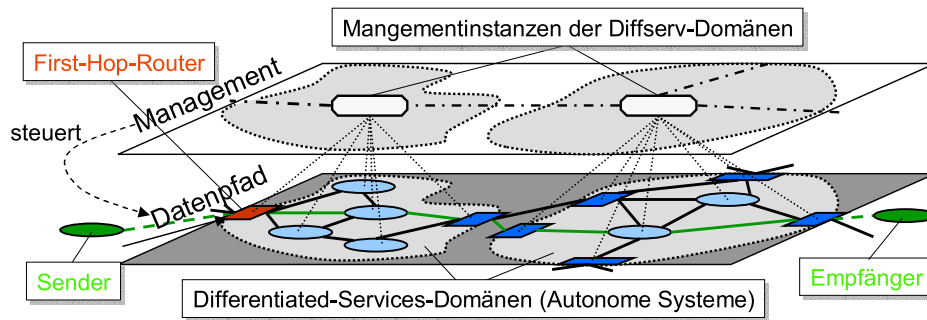 Mangementinstanzen der Diffserv-Domänen
First-Hop-Router
Management
steuert
Datenpfad
Sender
Empfänger
Differentiated-Services-Domänen (Autonome Systeme)